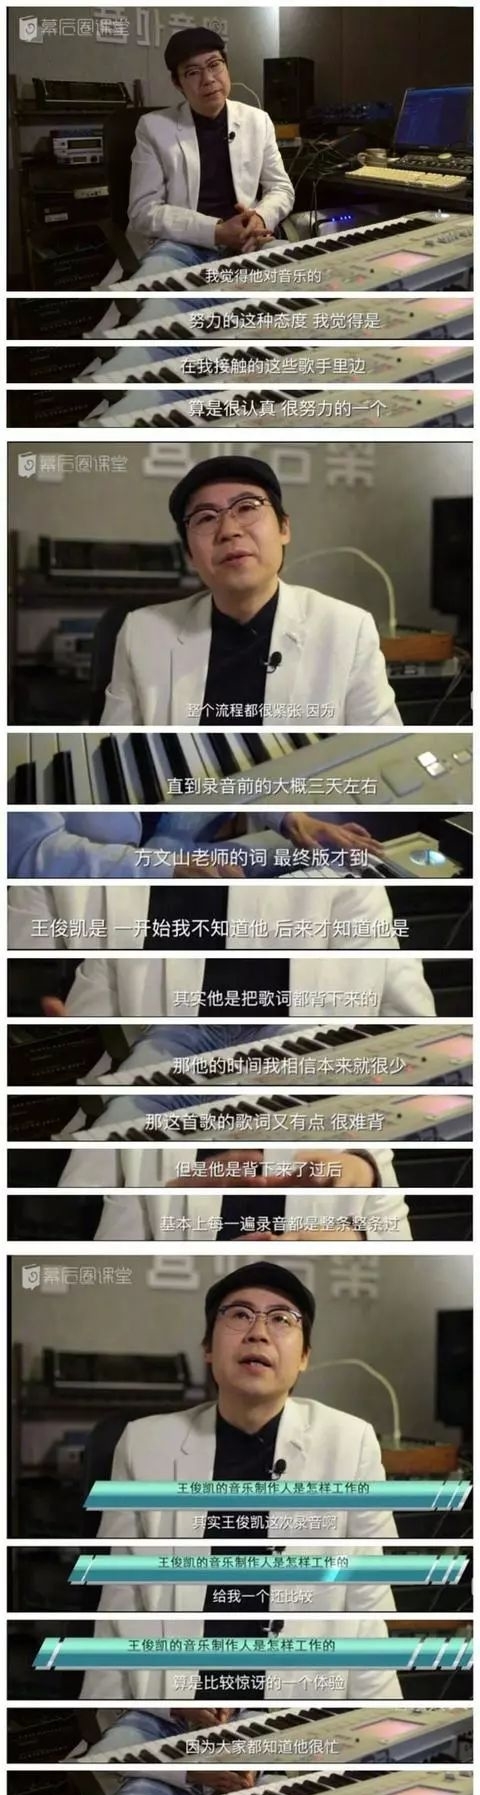 幕后圈课堂
我觉得他对音乐的
努力的这种态度 我觉得是
在我接触的这些歌手里边
算是很认真 很努力的一个
幕后圈课堂
整个流程都很紧张 因为
直到录音前的大概三天左右
方文山老师的词 最终版才到
王俊凯是 一开始我不知道他 后来才知道他是
其实他是把歌词都背下来的
那他的时间我相信本来就很少
那这首歌的歌词又有点 很难背
但是他是背下来了过后
基本上每一遍录音都是整条整条过
幕后圈课堂
王俊凯的音乐制作人是怎样工作的
其实王俊凯这次录音啊
王俊凯的音乐制作人是怎样工作的
给我一个还比较
王俊凯的音乐制作人是怎样工作的
算是比较惊讶的一个体验
因为大家都知道他很忙